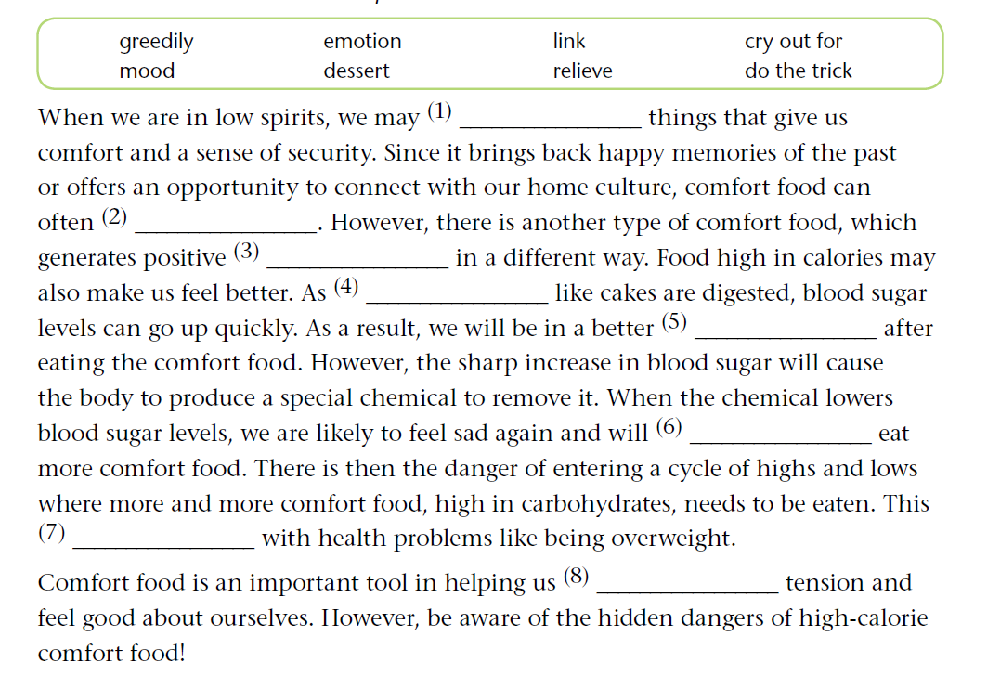 greedily emotion link cry out for
mood dessert relieve do the trick
When we are in low spirits, we may (1) _________________ things that give us
comfort and a sense of security. Since it brings back happy memories of the past
or offers an opportunity to connect with our home culture, comfort food can
often (2) _________________. However, there is another type of comfort food, which
generates positive (3) _________________ in a different way. Food high in calories may
also make us feel better. As (4) _________________ like cakes are digested, blood sugar
levels can go up quickly. As a result, we will be in a better (5) _________________ after
eating the comfort food. However, the sharp increase in blood sugar will cause
the body to produce a special chemical to remove it. When the chemical lowers
blood sugar levels, we are likely to feel sad again and will (6) _________________ eat
more comfort food. There is then the danger of entering a cycle of highs and lows
where more and more comfort food, high in carbohydrates, needs to be eaten. This
(7) _________________ with health problems like being overweight.
Comfort food is an important tool in helping us (8) _________________ tension and
feel good about ourselves. However, be aware of the hidden dangers of high-calorie
comfort food!